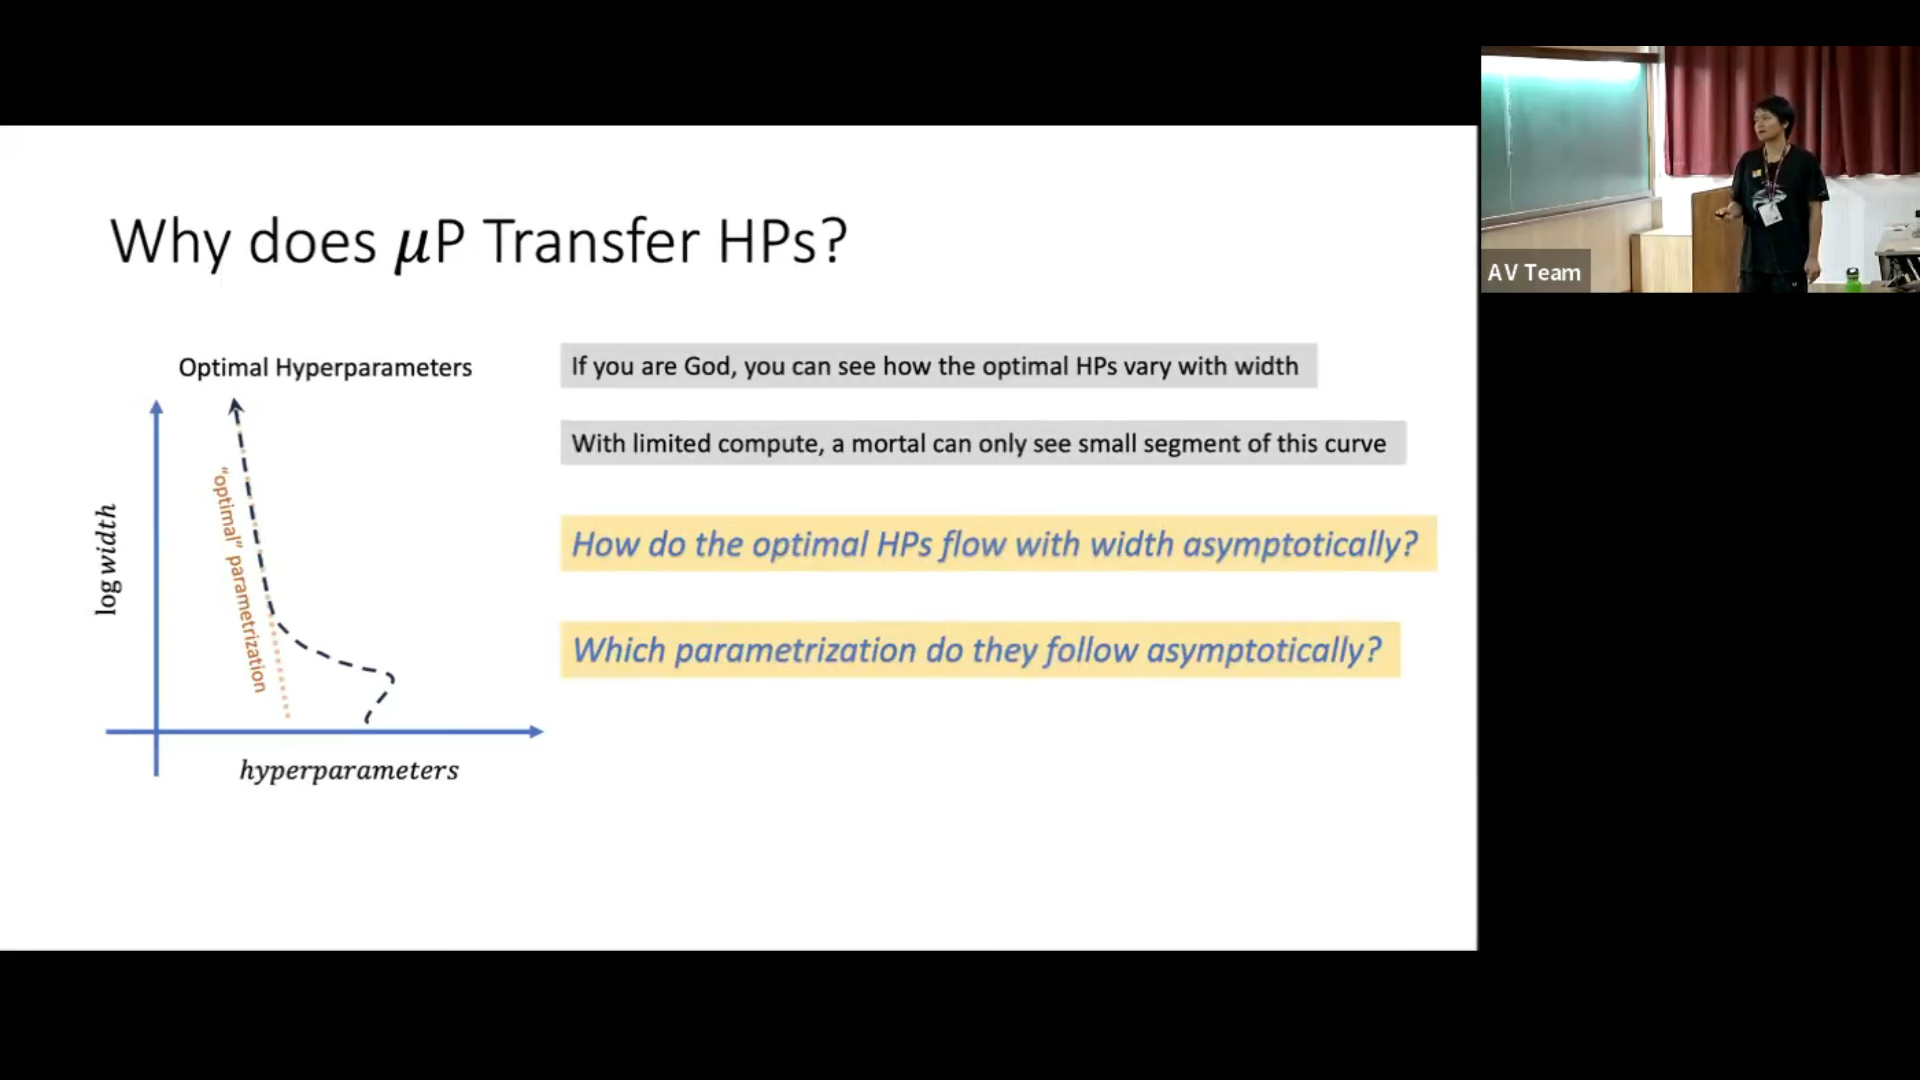 Why does μP Transfer HPs?
Optimal Hyperparameters
log width
"optimal" parametrization
hyperparameters
If you are God, you can see how the optimal HPs vary with width
With limited compute, a mortal can only see small segment of this curve
How do the optimal HPs flow with width asymptotically?
Which parametrization do they follow asymptotically?
AV Team